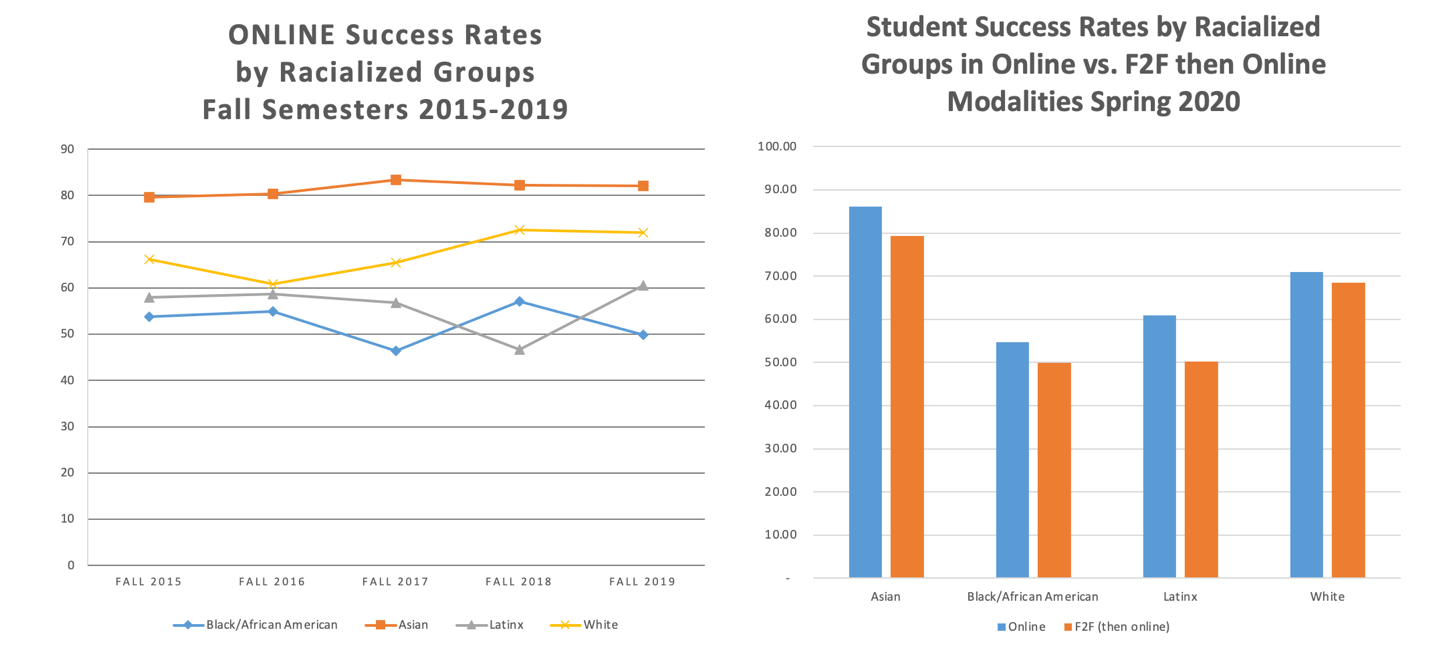 ONLINE Success Rates
by Racialized Groups
Fall Semesters 2015-2019
90
80
70
60
50
40
30
20
10
0
FALL 2015 FALL 2016 FALL 2017 FALL 2018 FALL 2019
Black/African American Asian Latinx White
Student Success Rates by Racialized
Groups in Online vs. F2F then Online
Modalities Spring 2020
100.00
90.00
80.00
70.00
60.00
50.00
40.00
30.00
20.00
10.00
-
Asian Black/African American Latinx White
Online F2F (then online)